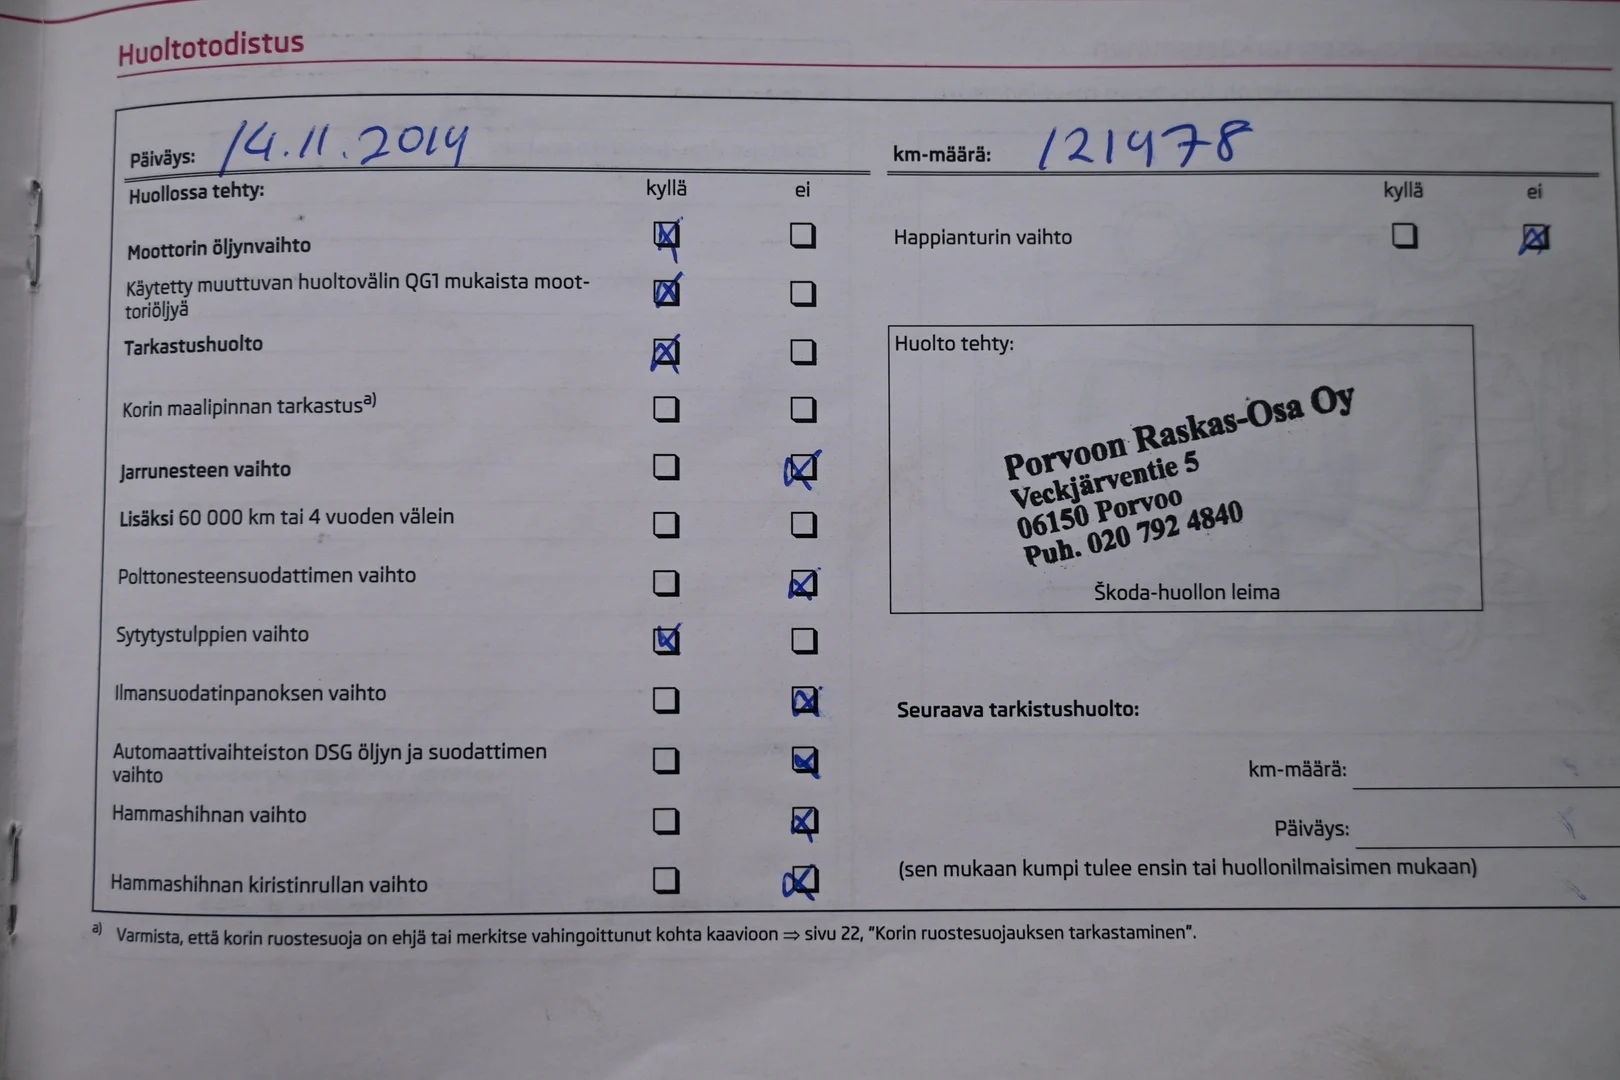 Huoltotodistus
Päiväys: 14.11.2014
km-määrä: 121478
Huollossa tehty: kyllä ei
kyllä ei
Moottorin öljynvaihto
Käytetty muuttuvan huoltovälin QG1 mukaista moot-
toriöljyä
Tarkastushuolto
Korin maalipinnan tarkastusa)
Jarrunesteen vaihto
Lisäksi 60 000 km tai 4 vuoden välein
Polttonesteensuodattimen vaihto
Sytytystulppien vaihto
Ilmansuodatinpanoksen vaihto
Automaattivaihteiston DSG öljyn ja suodattimen
vaihto
Hammashihnan vaihto
Hammashihnan kiristinrullan vaihto
Happianturin vaihto
Huolto tehty:
Porvoon Raskas-Osa Oy
Veckjärventie 5
06150 Porvoo
Puh. 020 792 4840
Škoda-huollon leima
Seuraava tarkistushuolto:
km-määrä:
Päiväys:
(sen mukaan kumpi tulee ensin tai huollonilmaisimen mukaan)
a) Varmista, että korin ruostesuoja on ehjä tai merkitse vahingoittunut kohta kaavioon ⇒ sivu 22, "Korin ruostesuojauksen tarkastaminen".